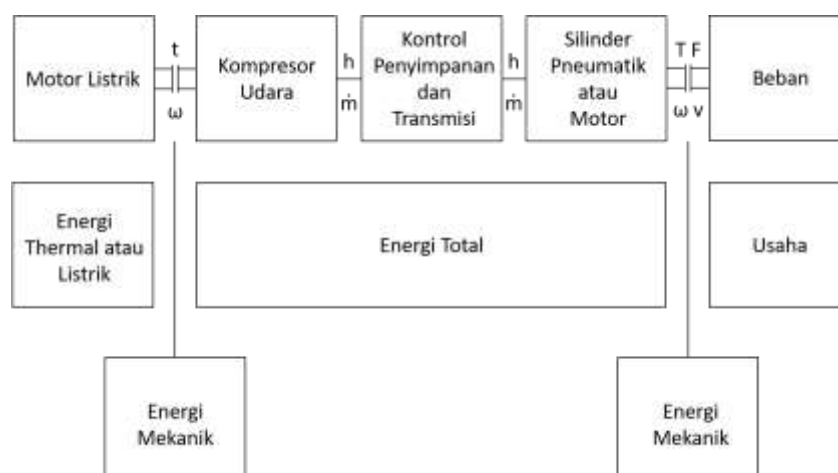 Motor Listrik
t
ω
Kompresor
Udara
h
ṁ
Kontrol
Penyimpanan
dan
Transmisi
h
ṁ
Silinder
Pneumatik
atau
Motor
T F
ω v
Beban
Energi
Thermal atau
Listrik
Energi Total
Usaha
Energi
Mekanik
Energi
Mekanik